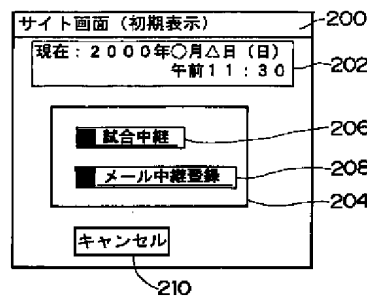 サイト画面（初期表示）
200
現在：２０００年○月△日（日）
午前１１：３０
202
試合中継
206
メール中継登録
208
204
キャンセル
210